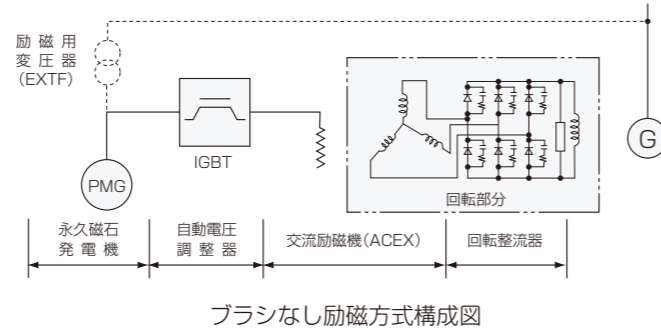 励磁用
変圧器
(EXTF)
G
IGBT
PMG
回転部分
永久磁石
発電機
自動電圧
調整器
交流励磁機(ACEX)
回転整流器
ブラシなし励磁方式構成図